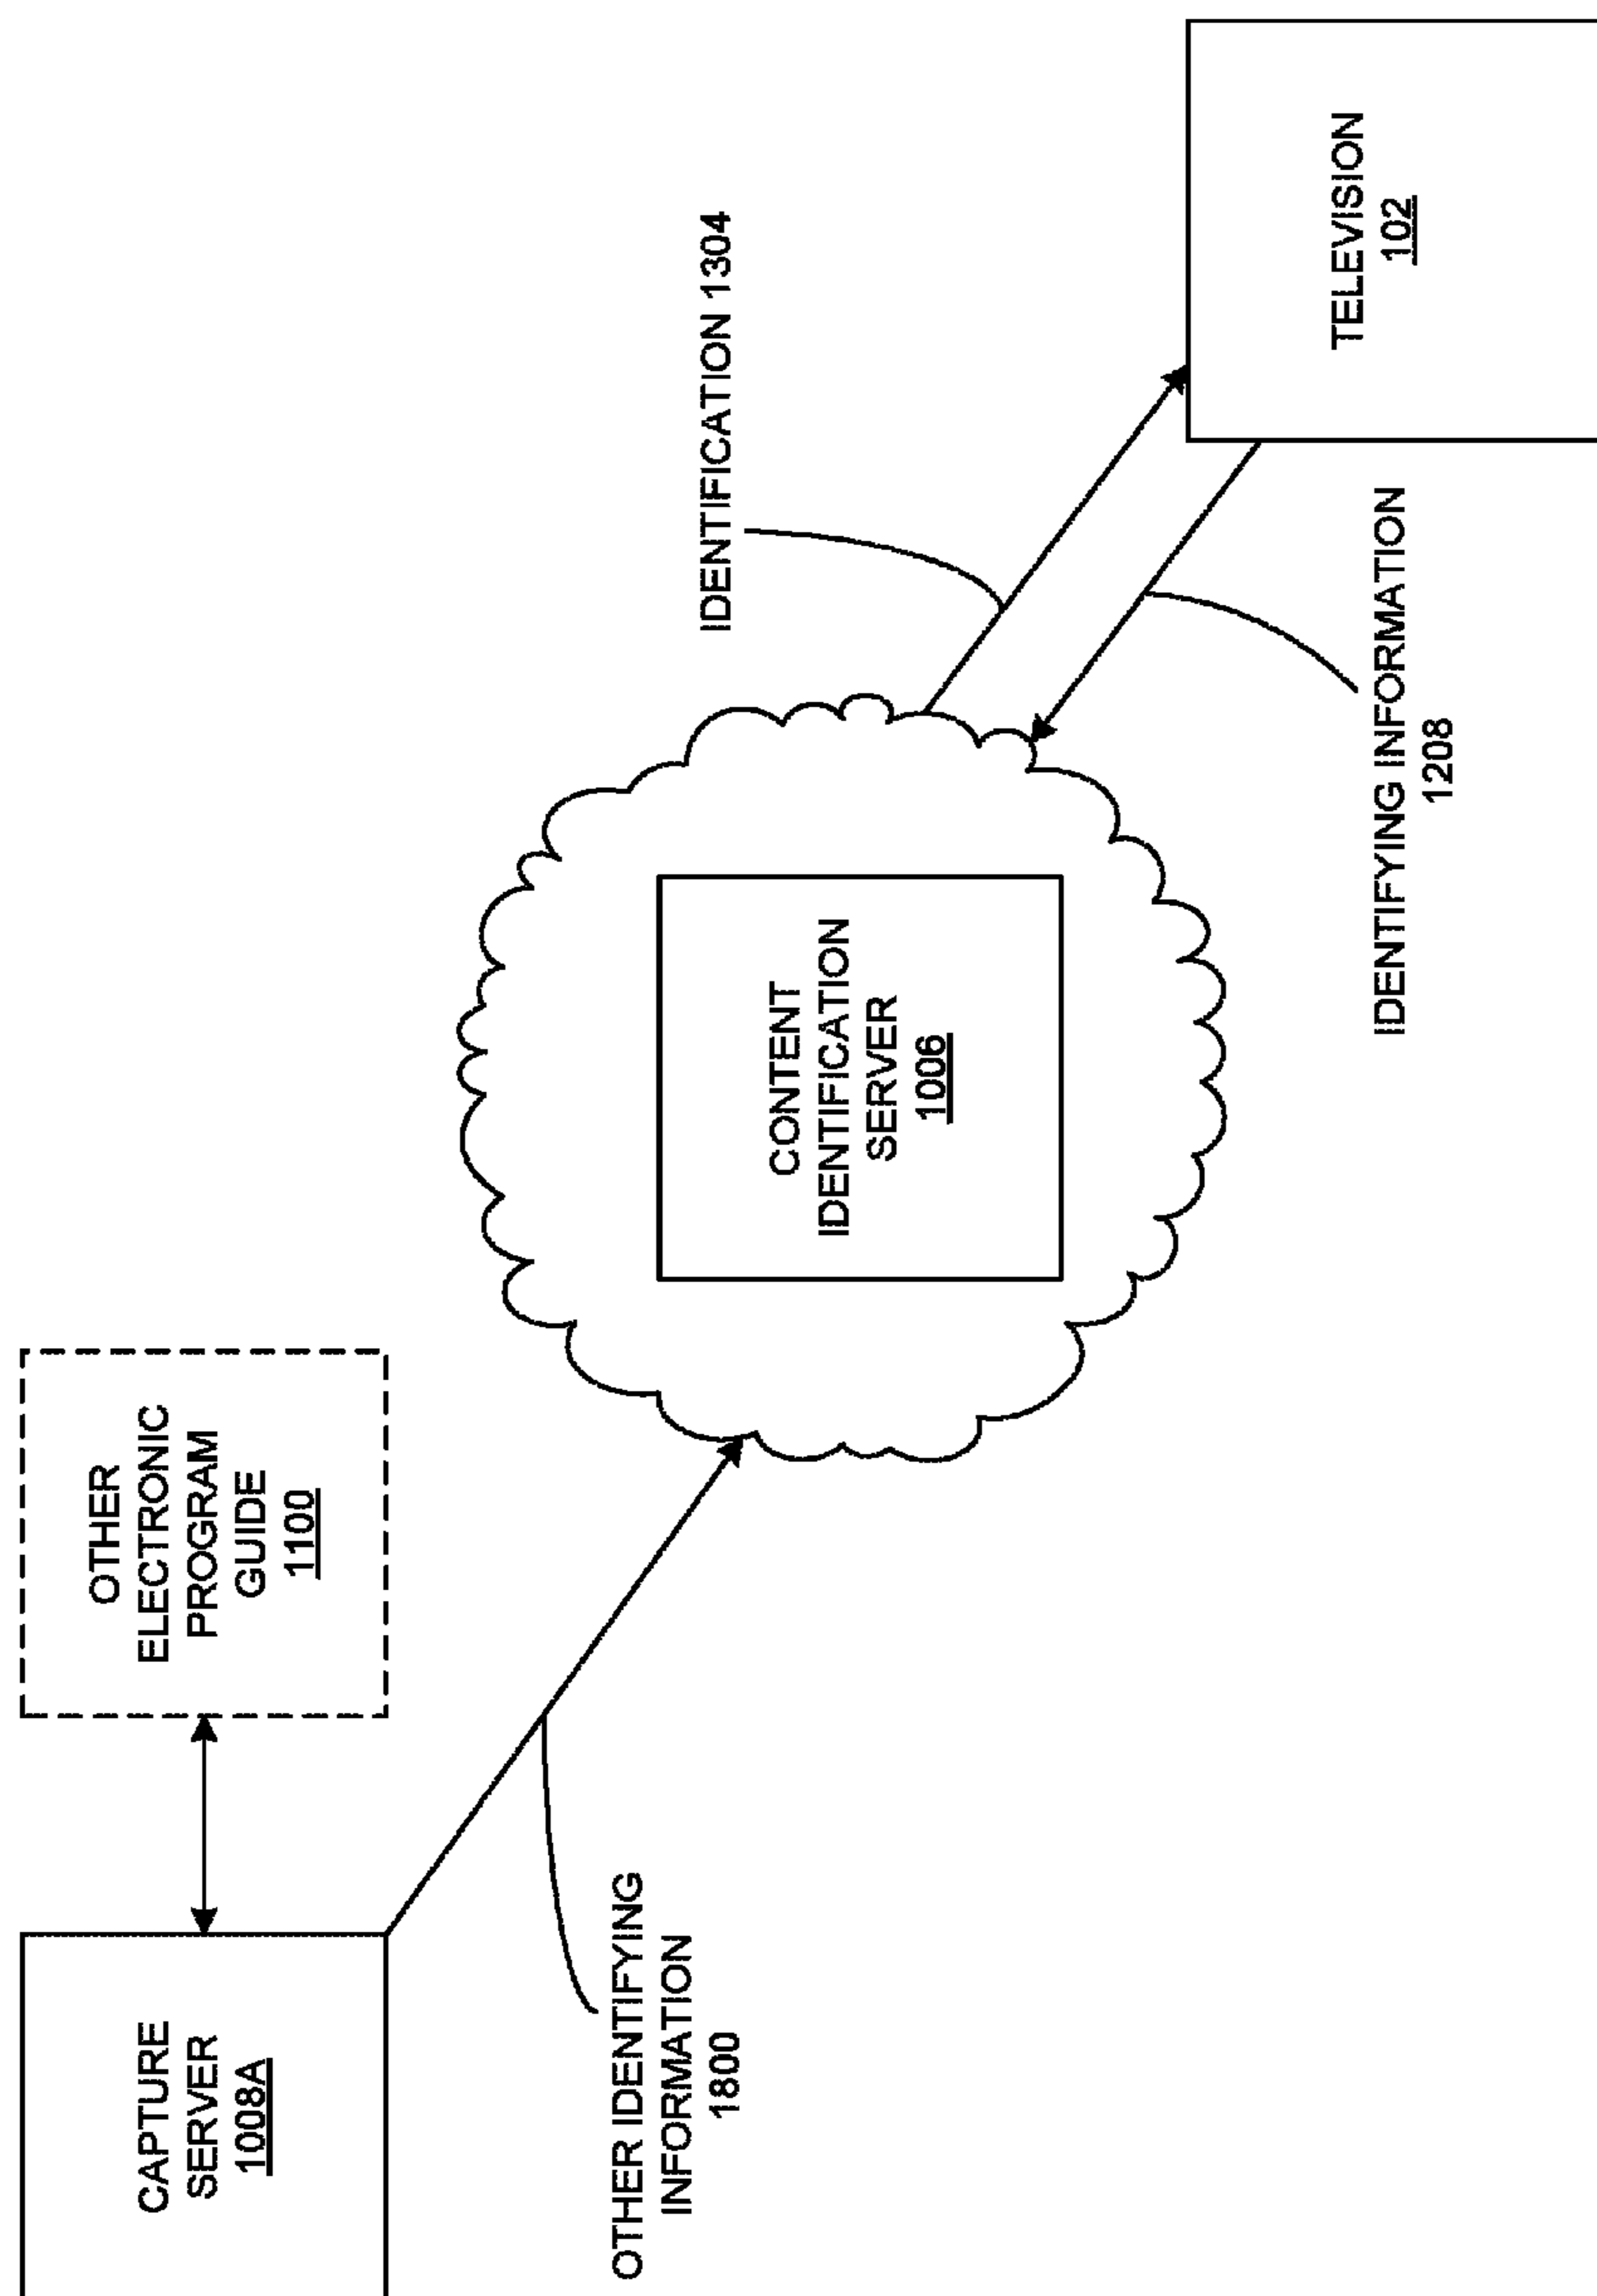 CAPTURE
SERVER
1008A
OTHER
ELECTRONIC
PROGRAM
GUIDE
1100
OTHER IDENTIFYING
INFORMATION
1800
CONTENT
IDENTIFICATION
SERVER
1006
IDENTIFICATION 1304
IDENTIFYING INFORMATION
1208
TELEVISION
102